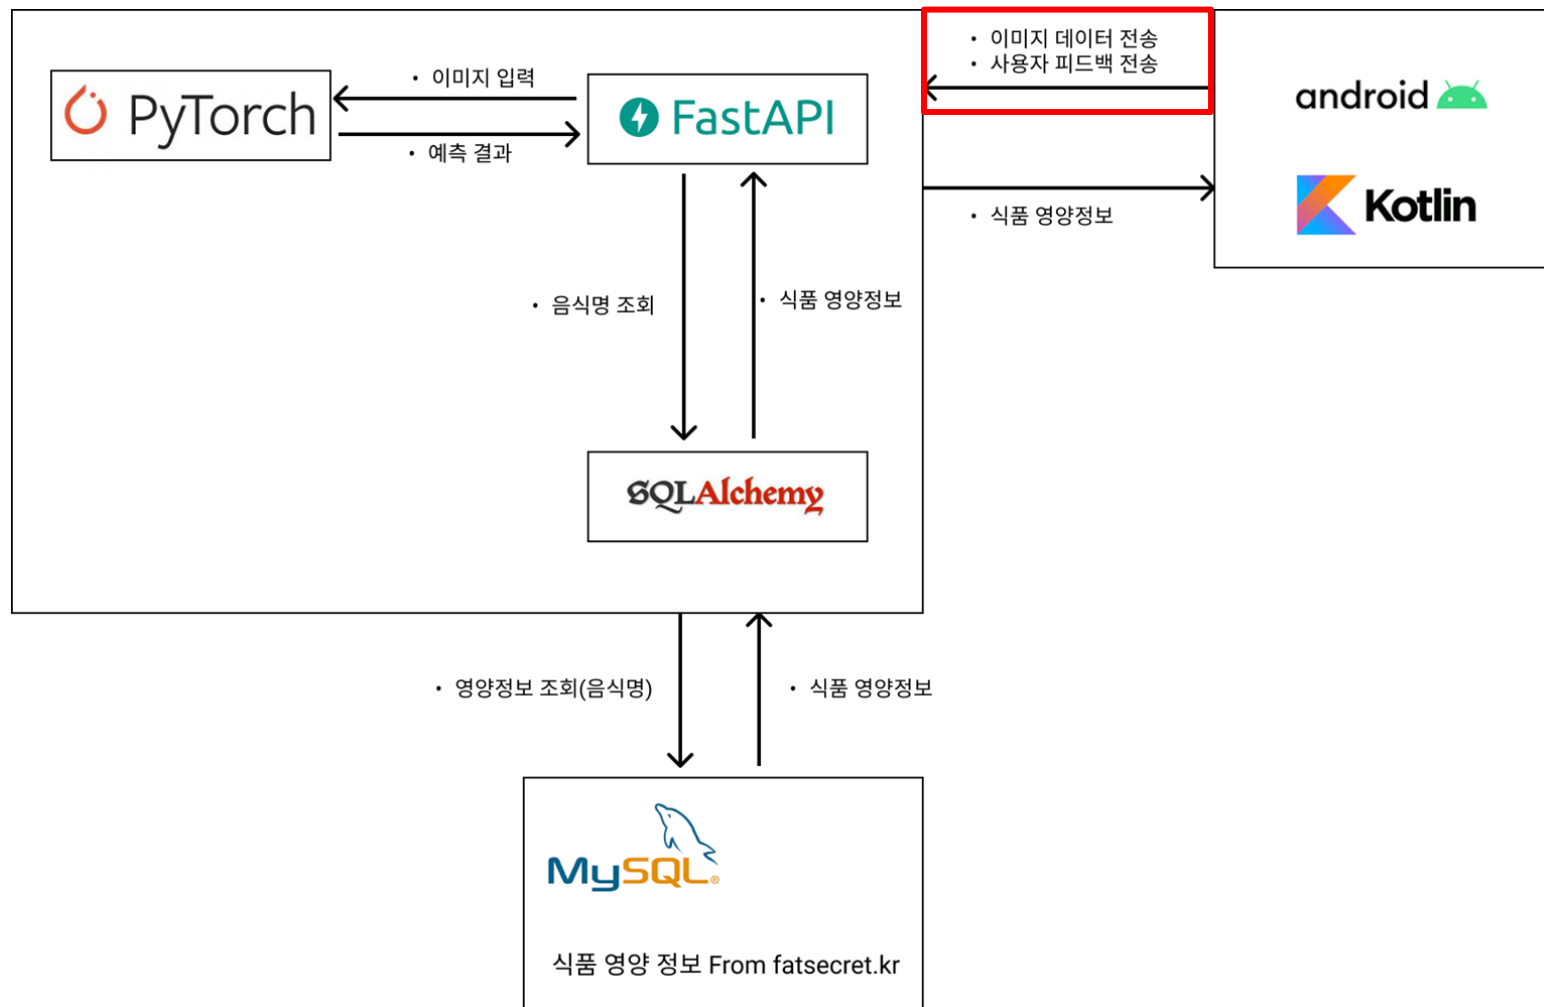 • 이미지 데이터 전송
• 사용자 피드백 전송
• 이미지 입력
PyTorch
FastAPI
android
• 예측 결과
Kotlin
• 식품 영양정보
• 음식명 조회
• 식품 영양정보
SQLAlchemy
• 영양정보 조회(음식명)
• 식품 영양정보
MySQL®
식품 영양 정보 From fatsecret.kr